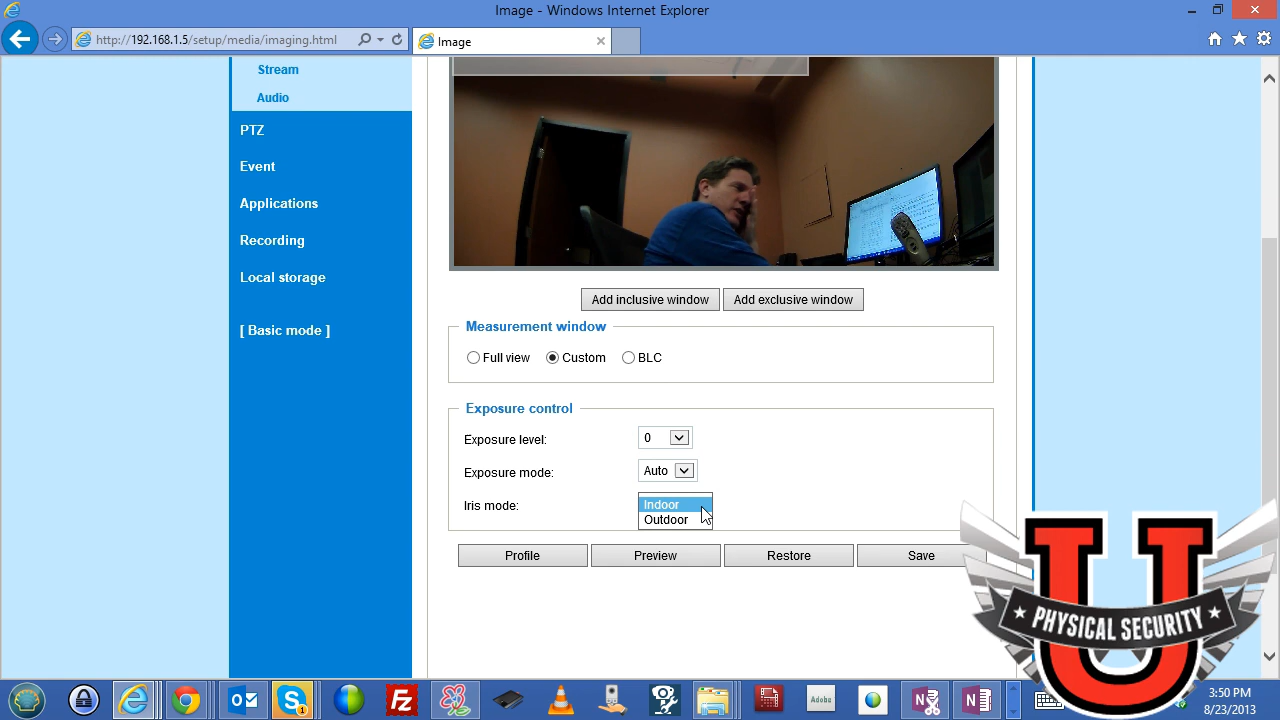 Image - Windows Internet Explorer
http://192.168.1.5/setup/media/imaging.html
Image
Stream
Audio
PTZ
Event
Applications
Recording
Local storage
[ Basic mode ]
Add inclusive window
Add exclusive window
Measurement window
Full view
Custom
BLC
Exposure control
Exposure level:
0
Exposure mode:
Auto
Iris mode:
Indoor
Outdoor
Profile
Preview
Restore
Save
U
PHYSICAL SECURITY
Adobe
1
3:50 PM
8/23/2013